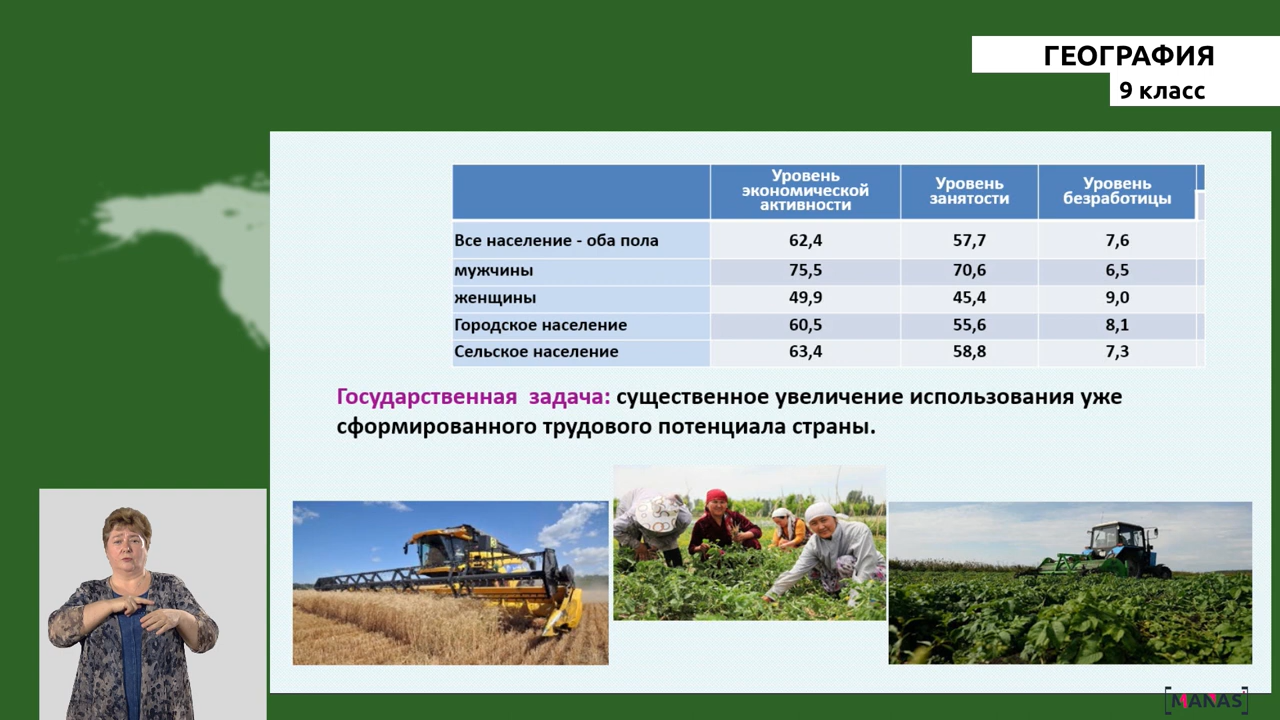 ГЕОГРАФИЯ
9 класс
Уровень экономической активности
Уровень занятости
Уровень безработицы
Все население - оба пола 62,4 57,7 7,6
мужчины 75,5 70,6 6,5
женщины 49,9 45,4 9,0
Городское население 60,5 55,6 8,1
Сельское население 63,4 58,8 7,3
Государственная задача: существенное увеличение использования уже
сформированного трудового потенциала страны.
[MANAS]